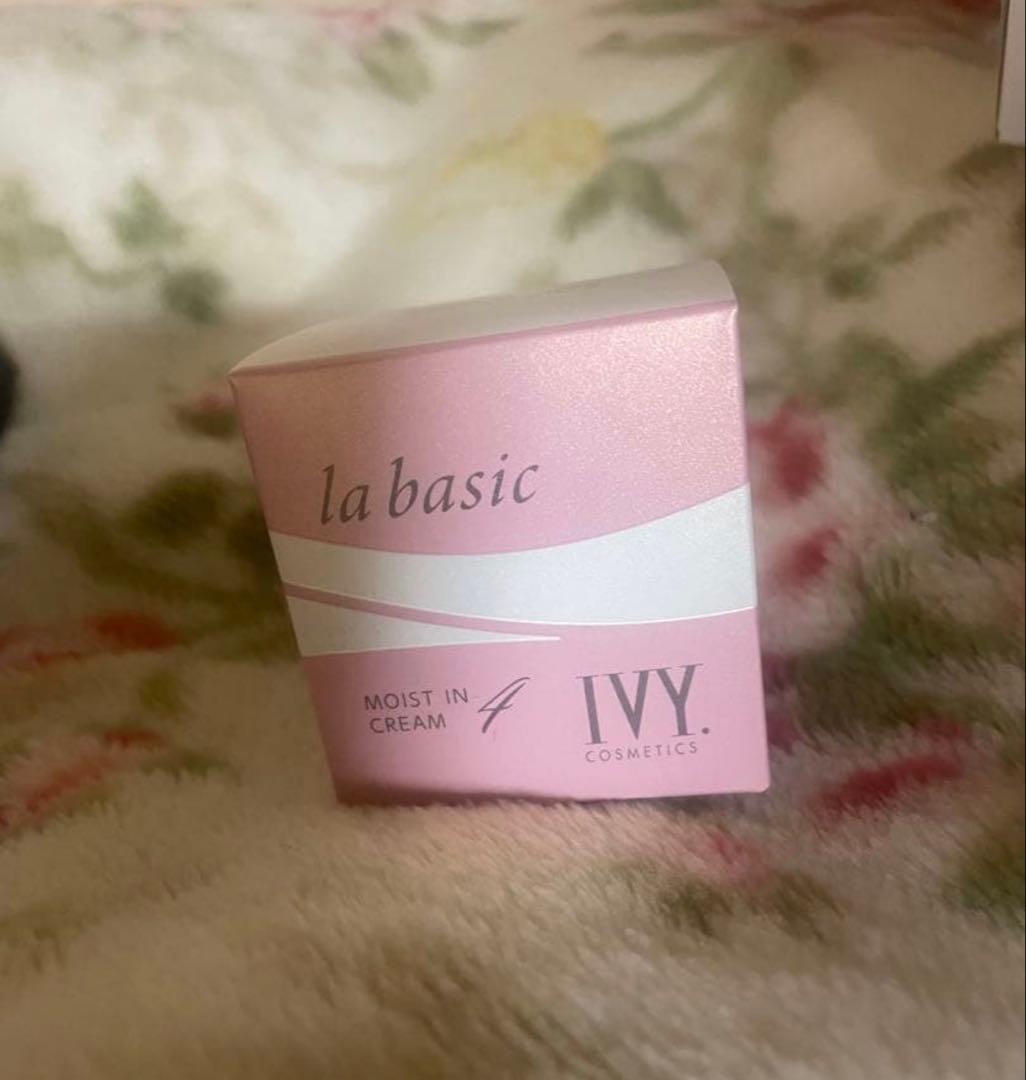 la basic
MOIST IN 4
CREAM
IVY.
COSMETICS